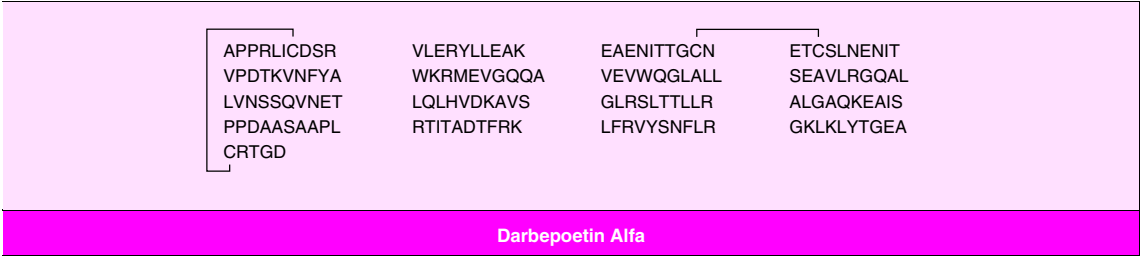 APPRLICDSR VLERYLLEAK EAENITTGCN ETCSLNENIT
VPDTKVNFYA WKRMEVGQQA VEVWQGLALL SEAVLRGQAL
LVNSSQVNET LQLHVDKAVS GLRSLTTLLR ALGAQKEAIS
PPDAASAAPL RTITADTFRK LFRVYSNFLR GKLKLYTGEA
CRTGD
Darbepoetin Alfa